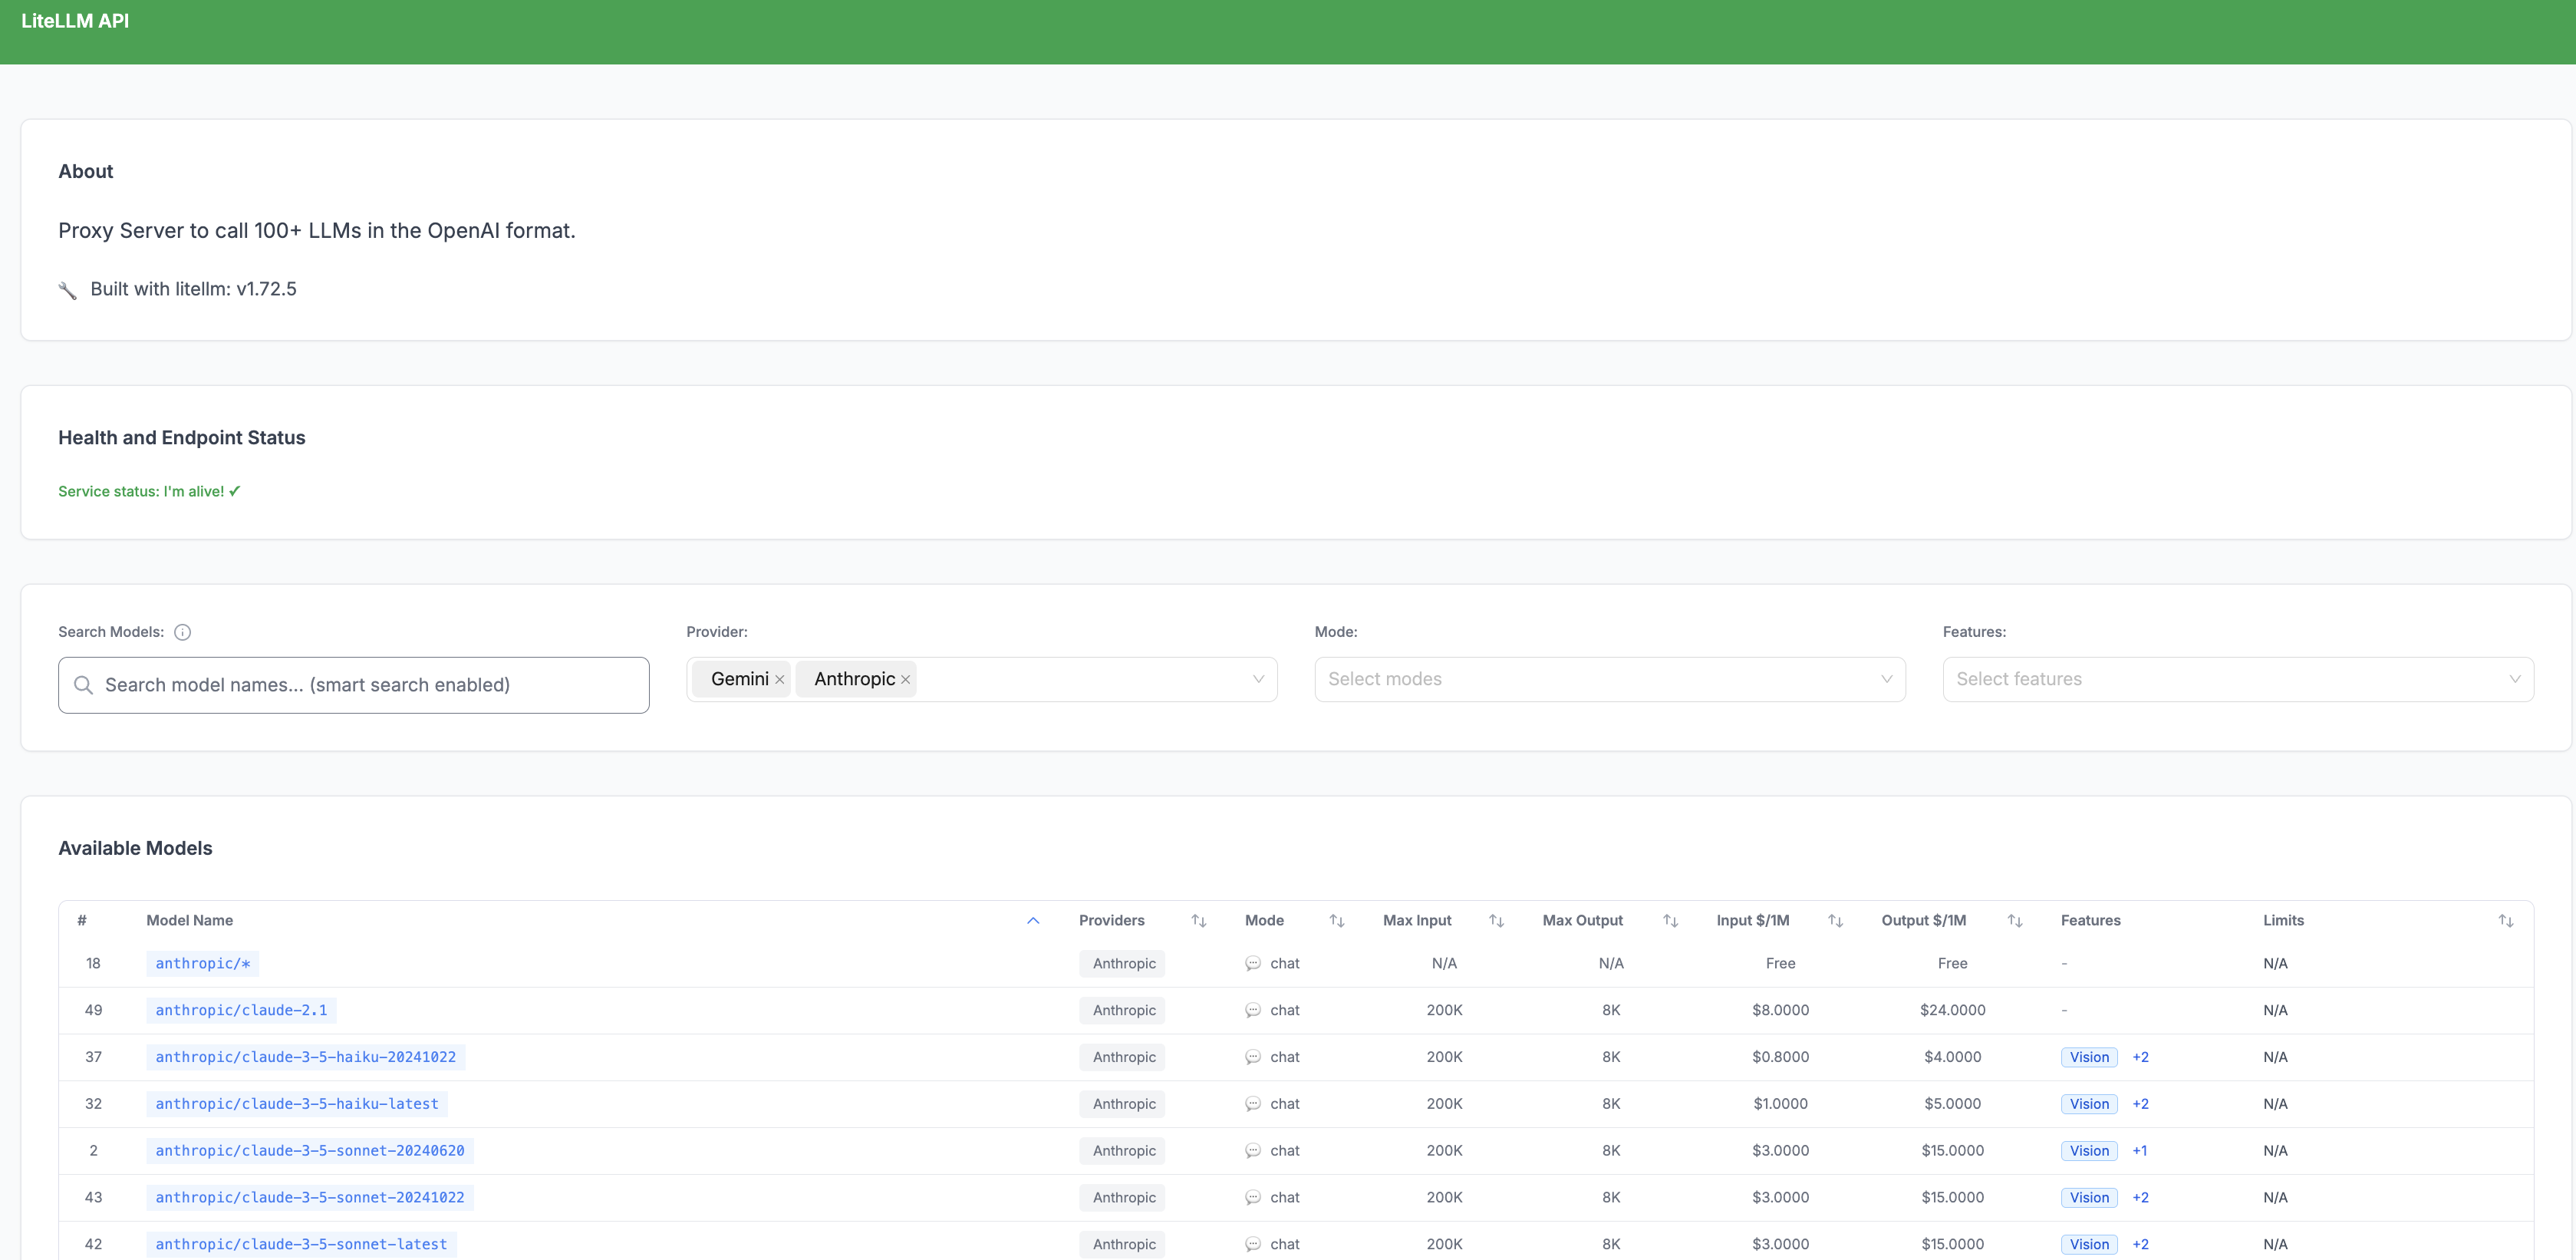 LiteLLM API
About
Proxy Server to call 100+ LLMs in the OpenAI format.
Built with litellm: v1.72.5
Health and Endpoint Status
Service status: I'm alive! ✓
Search Models: Provider: Mode: Features:
Search model names... (smart search enabled) Gemini × Anthropic × Select modes Select features
Available Models
# Model Name Providers Mode Max Input Max Output Input $/1M Output $/1M Features Limits
18 anthropic/* Anthropic chat N/A N/A Free Free - N/A
49 anthropic/claude-2.1 Anthropic chat 200K 8K $8.0000 $24.0000 - N/A
37 anthropic/claude-3-5-haiku-20241022 Anthropic chat 200K 8K $0.8000 $4.0000 Vision +2 N/A
32 anthropic/claude-3-5-haiku-latest Anthropic chat 200K 8K $1.0000 $5.0000 Vision +2 N/A
2 anthropic/claude-3-5-sonnet-20240620 Anthropic chat 200K 8K $3.0000 $15.0000 Vision +1 N/A
43 anthropic/claude-3-5-sonnet-20241022 Anthropic chat 200K 8K $3.0000 $15.0000 Vision +2 N/A
42 anthropic/claude-3-5-sonnet-latest Anthropic chat 200K 8K $3.0000 $15.0000 Vision +2 N/A